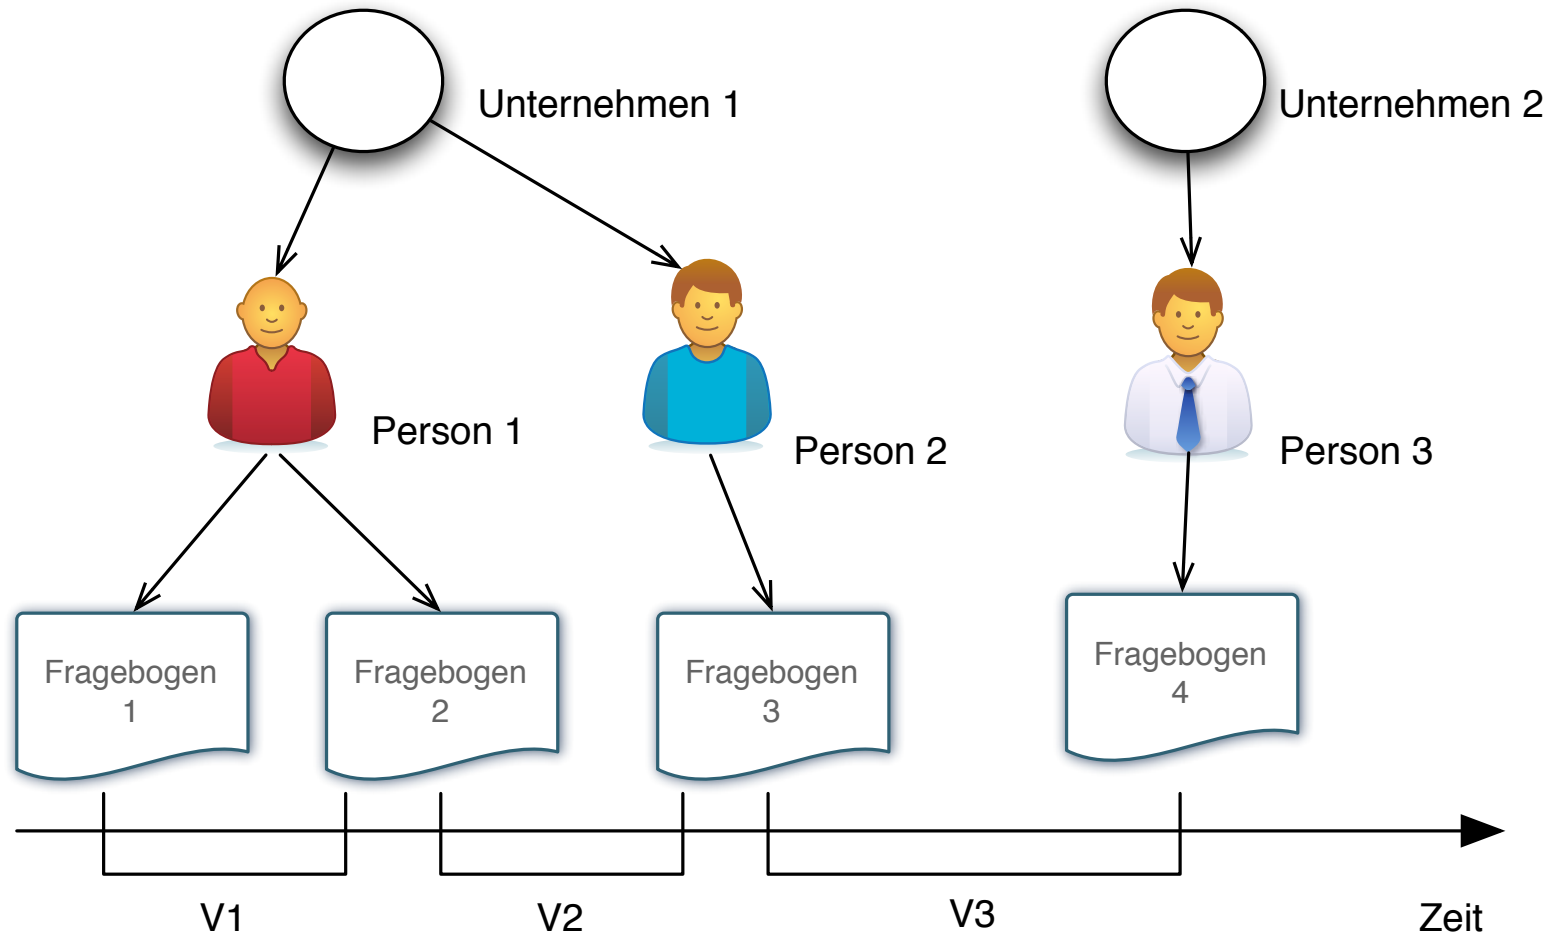 Unternehmen 1
Unternehmen 2
Person 1
Person 2
Person 3
Fragebogen
1
Fragebogen
2
Fragebogen
3
Fragebogen
4
V1
V2
V3
Zeit